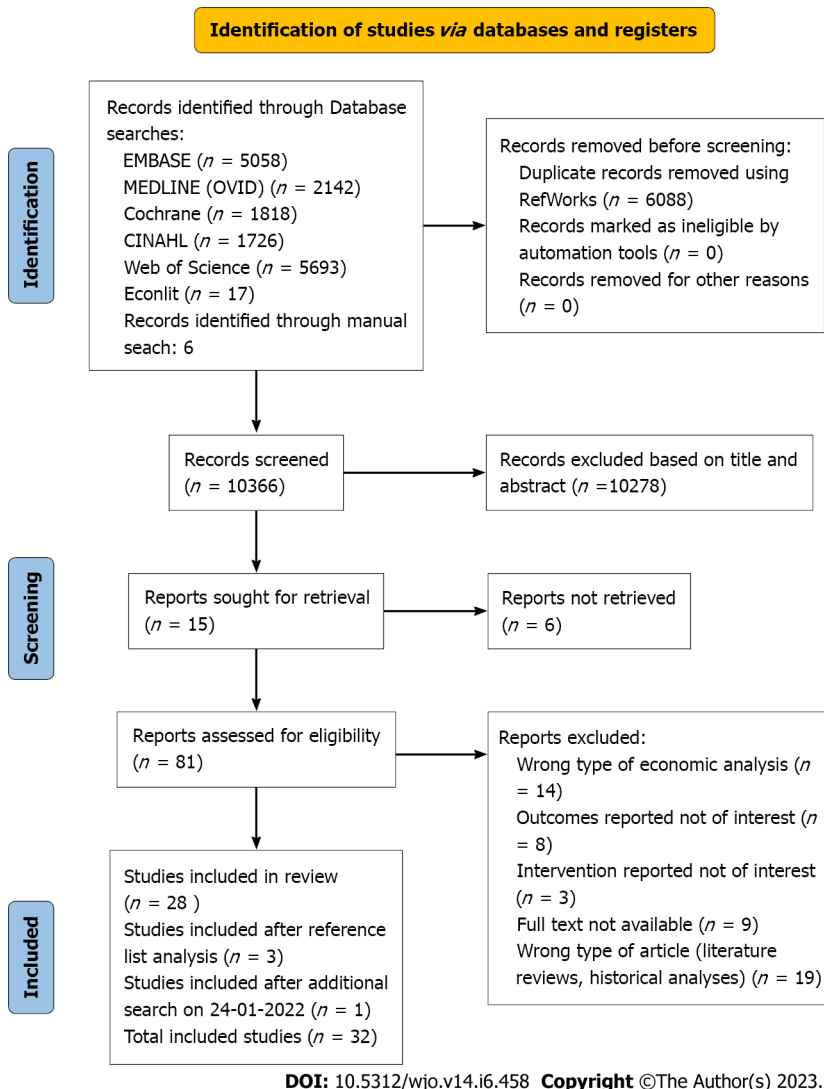 Identification of studies via databases and registers
Identification
Records identified through Database
searches:
EMBASE (n = 5058)
MEDLINE (OVID) (n = 2142)
Cochrane (n = 1818)
CINAHL (n = 1726)
Web of Science (n = 5693)
Econlit (n = 17)
Records identified through manual
seach: 6
Records removed before screening:
Duplicate records removed using
RefWorks (n = 6088)
Records marked as ineligible by
automation tools (n = 0)
Records removed for other reasons
(n = 0)
Screening
Records screened
(n = 10366)
Records excluded based on title and
abstract (n =10278)
Reports sought for retrieval
(n = 15)
Reports not retrieved
(n = 6)
Reports assessed for eligibility
(n = 81)
Reports excluded:
Wrong type of economic analysis (n
= 14)
Outcomes reported not of interest (n
= 8)
Intervention reported not of interest
(n = 3)
Full text not available (n = 9)
Wrong type of article (literature
reviews, historical analyses) (n = 19)
Included
Studies included in review
(n = 28 )
Studies included after reference
list analysis (n = 3)
Studies included after additional
search on 24-01-2022 (n = 1)
Total included studies (n = 32)
DOI: 10.5312/wjo.v14.i6.458 Copyright ©The Author(s) 2023.